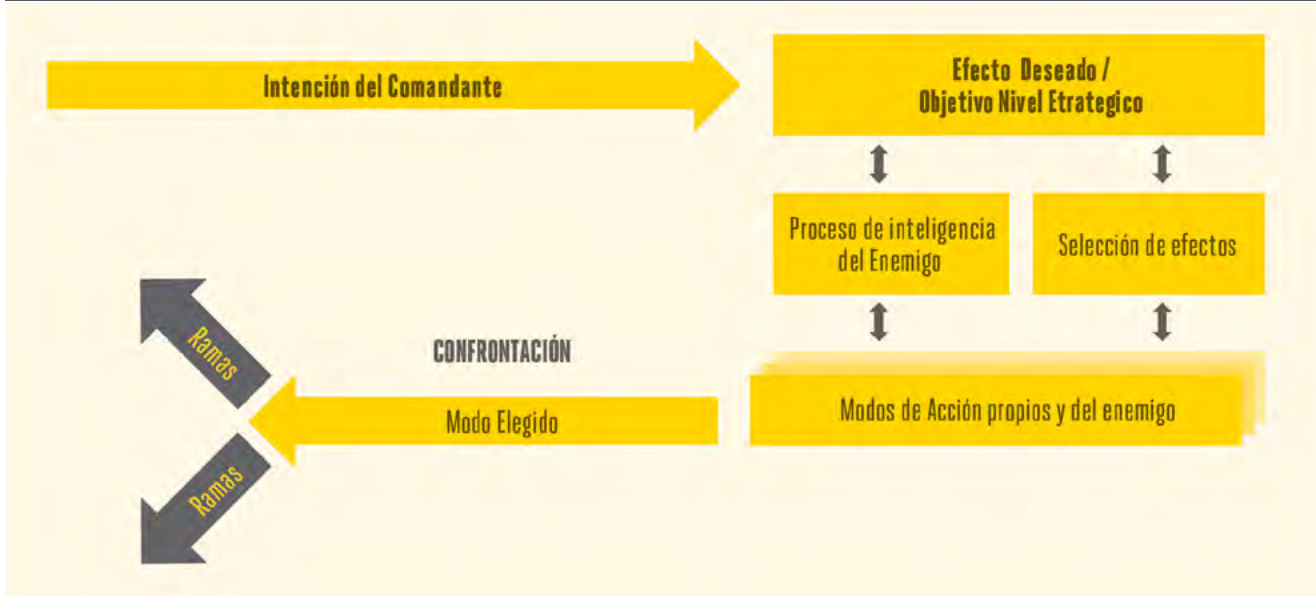 Intención del Comandante
Efecto Deseado /
Objetivo Nivel Etrategico
Proceso de inteligencia
del Enemigo
Selección de efectos
Ramas
CONFRONTACIÓN
Modo Elegido
Modos de Acción propios y del enemigo
Ramas